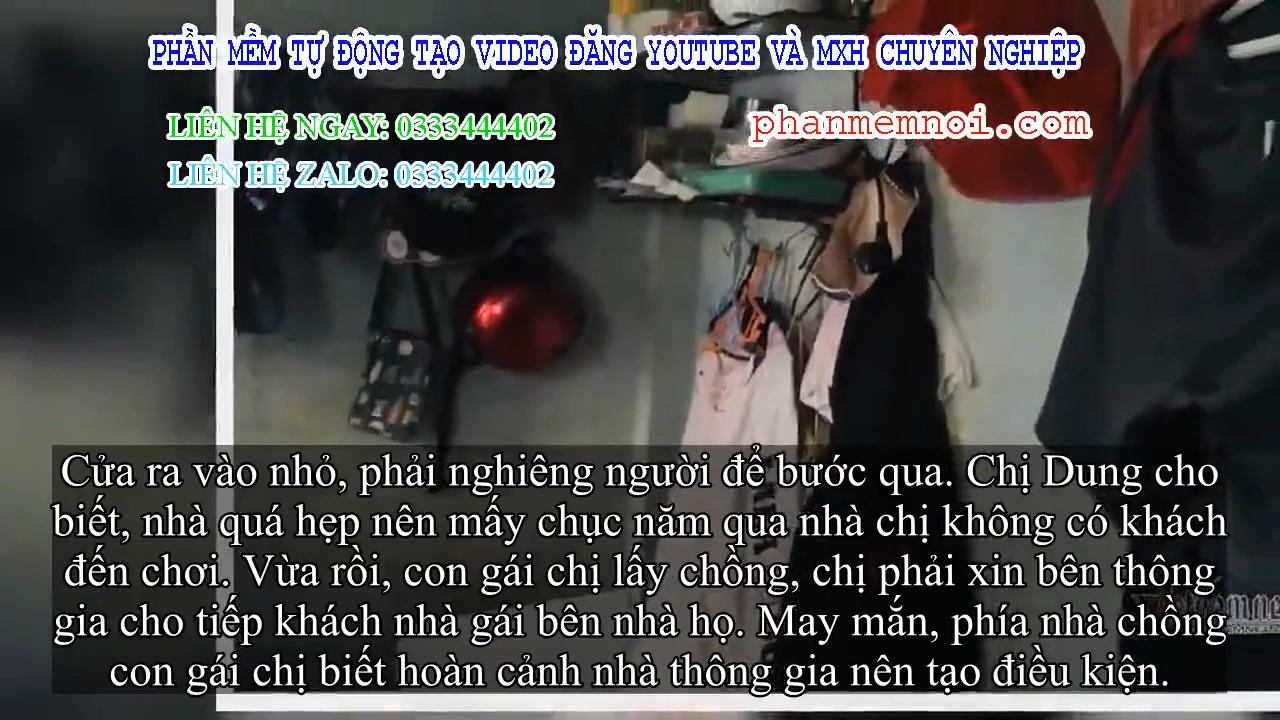 PHẦN MỀM TỰ ĐỘNG TẠO VIDEO ĐĂNG YOUTUBE VÀ MXH CHUYÊN NGHIỆP
LIÊN HỆ NGAY: 0333444402
phanmemnoi.com
LIÊN HỆ ZALO: 0333444402
Cửa ra vào nhỏ, phải nghiêng người để bước qua. Chị Dung cho
biết, nhà quá hẹp nên mấy chục năm qua nhà chị không có khách
đến chơi. Vừa rồi, con gái chị lấy chồng, chị phải xin bên thông
gia cho tiếp khách nhà gái bên nhà họ. May mắn, phía nhà chồng
con gái chị biết hoàn cảnh nhà thông gia nên tạo điều kiện.